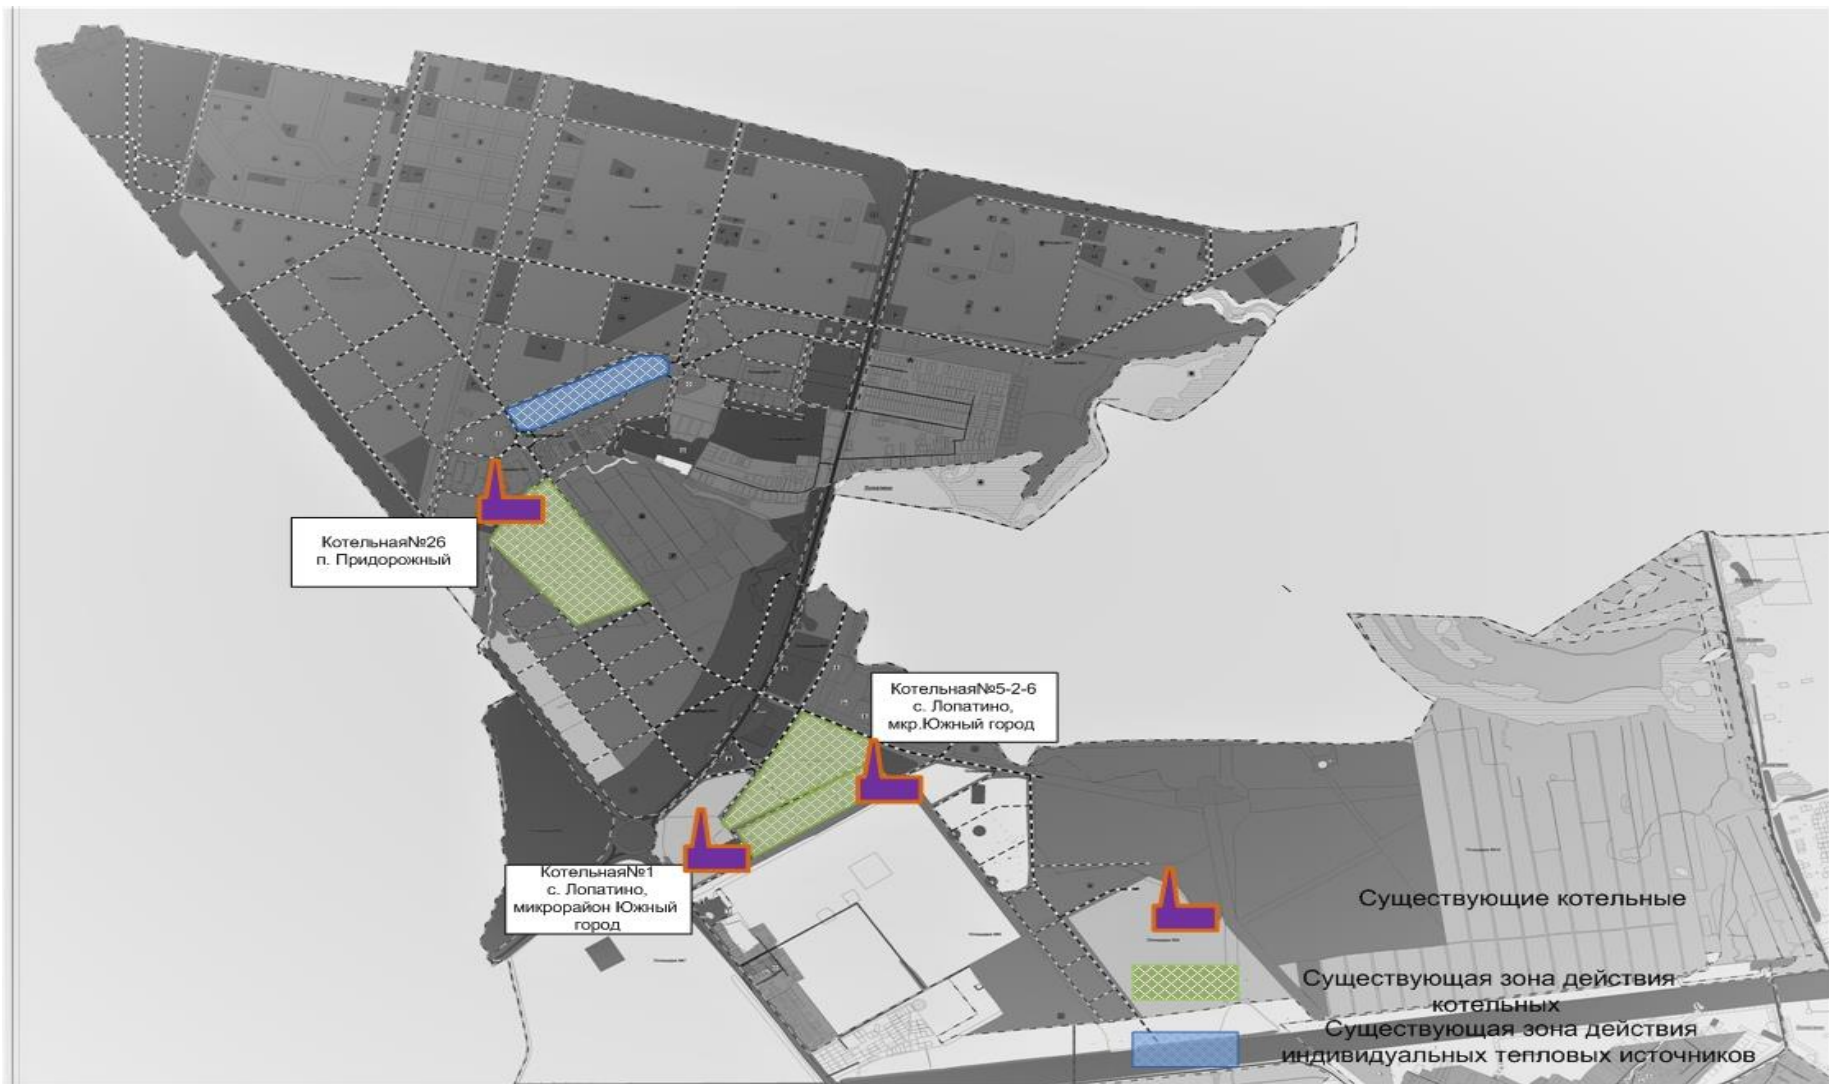 Котельная№26
п. Придорожный
Котельная№5-2-6
с. Лопатино,
мкр.Южный город
Котельная№1
с. Лопатино,
микрорайон Южный
город
Существующие котельные
Существующая зона действия
котельных
Существующая зона действия
индивидуальных тепловых источников